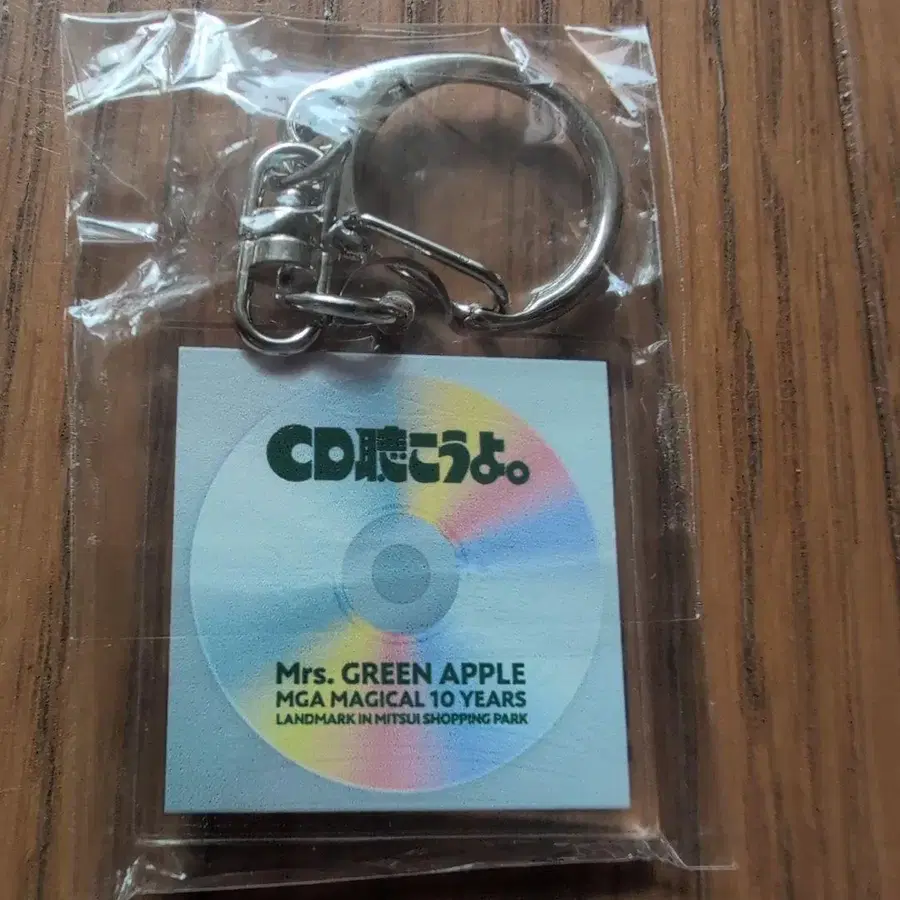 CD聴こうよ。
Mrs. GREEN APPLE
MGA MAGICAL 10 YEARS
LANDMARK IN MITSUI SHOPPING PARK